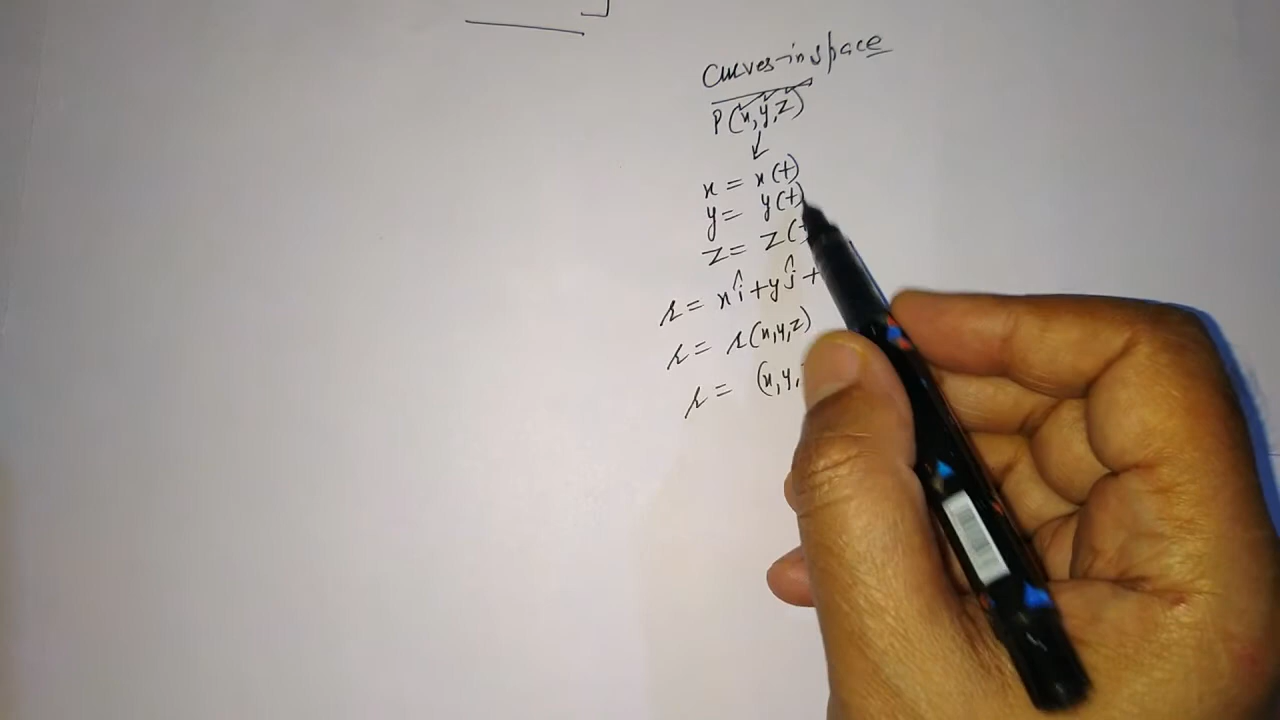 Curves-in space
P(x,y,z)
x = x(t)
y = y(t)
z = z(
r = xî+yĵ+
r = r(x,y,z)
r = (x,y,